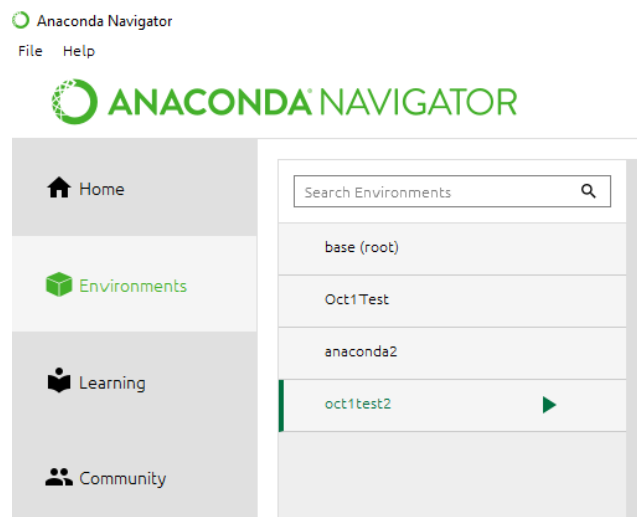 Anaconda Navigator
File Help
ANACONDA NAVIGATOR
Home
Search Environments
base (root)
Environments
Oct1Test
anaconda2
Learning
oct1test2
Community